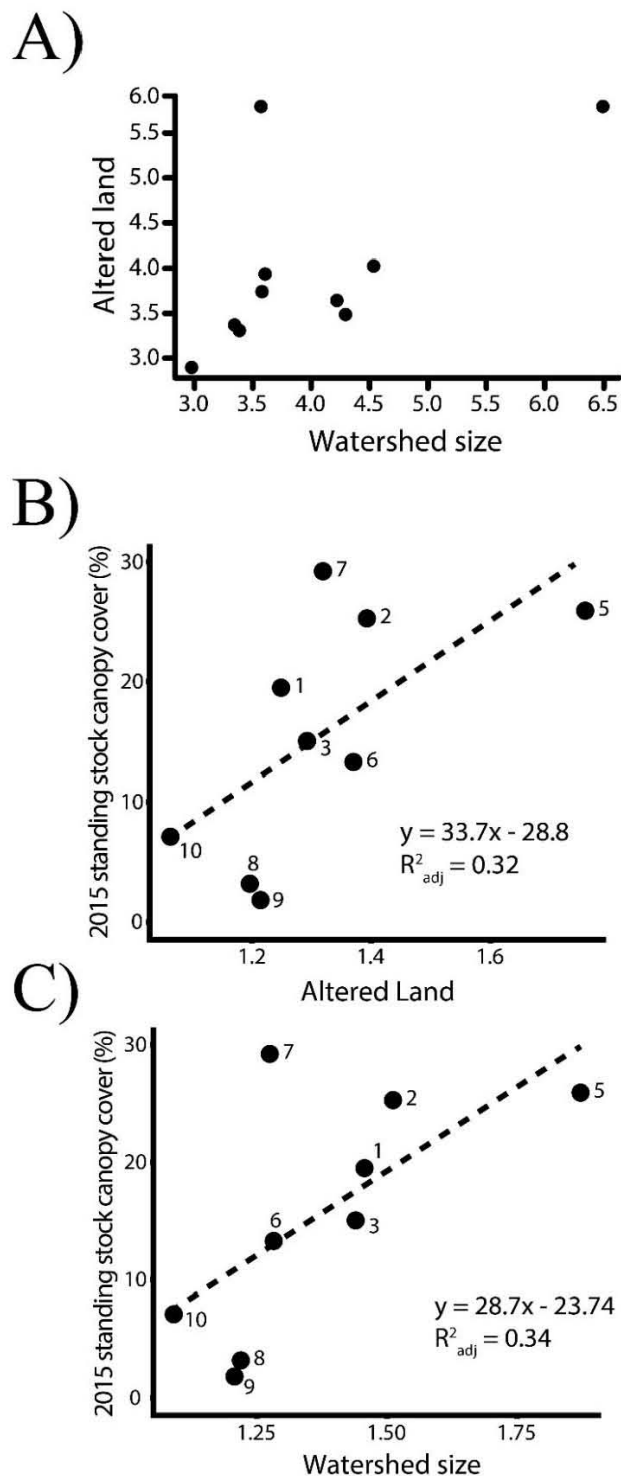 A)
6.0
5.5
5.0
4.5
4.0
3.5
3.0
Altered land
3.0 3.5 4.0 4.5 5.0 5.5 6.0 6.5
Watershed size
B)
2015 standing stock canopy cover (%)
30
20
10
0
7
2
5
1
3
6
10
8
9
y = 33.7x - 28.8
R²adj = 0.32
1.2 1.4 1.6
Altered Land
C)
2015 standing stock canopy cover (%)
30
20
10
0
7
2
5
1
3
6
10
8
9
y = 28.7x - 23.74
R²adj = 0.34
1.25 1.50 1.75
Watershed size